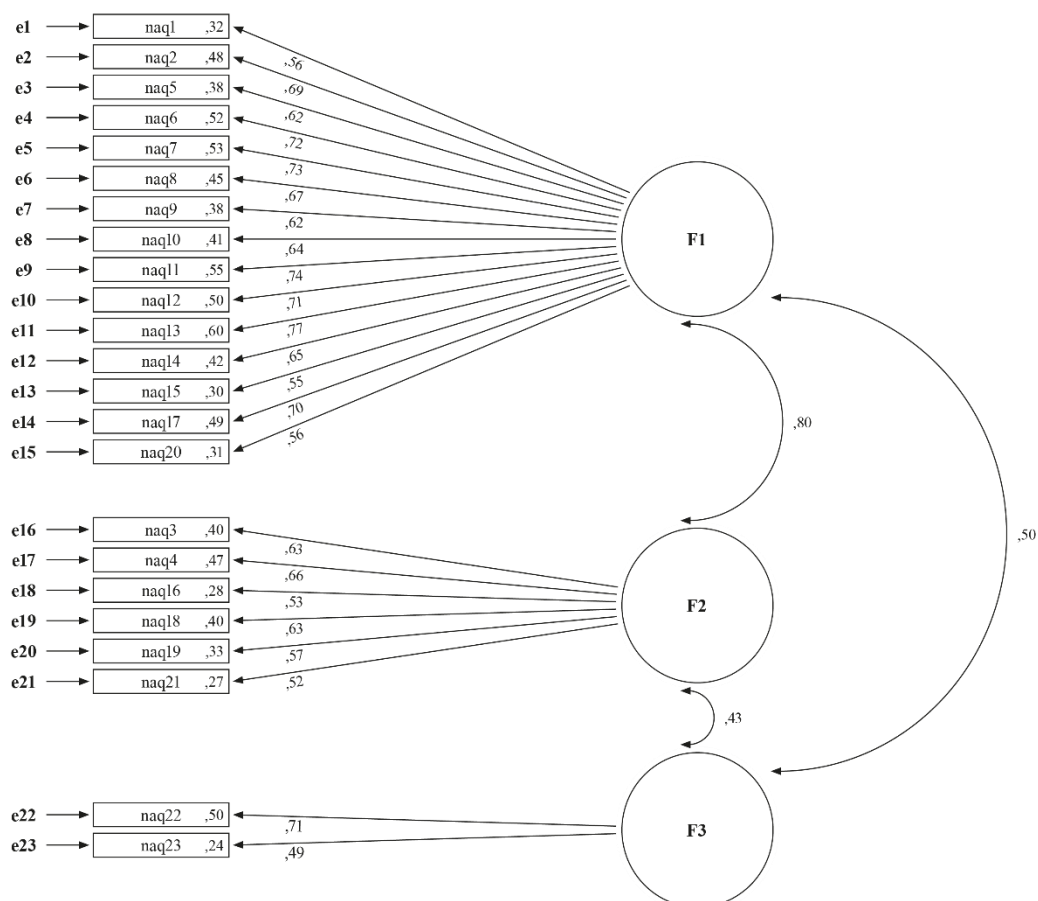 e1 naq1 ,32
,56
e2 naq2 ,48
,69
e3 naq5 ,38
,62
e4 naq6 ,52
,72
e5 naq7 ,53
,73
e6 naq8 ,45
,67
e7 naq9 ,38
,62
e8 naq10 ,41
F1
,64
e9 naq11 ,55
,74
e10 naq12 ,50
,71
e11 naq13 ,60
,77
e12 naq14 ,42
,65
e13 naq15 ,30
,55
e14 naq17 ,49
,70
,80
,56
e15 naq20 ,31
e16 naq3 ,40
,50
,63
e17 naq4 ,47
,66
e18 naq16 ,28
,53
F2
e19 naq18 ,40
,63
e20 naq19 ,33
,57
e21 naq21 ,27
,52
,43
e22 naq22 ,50
,71
F3
e23 naq23 ,24
,49